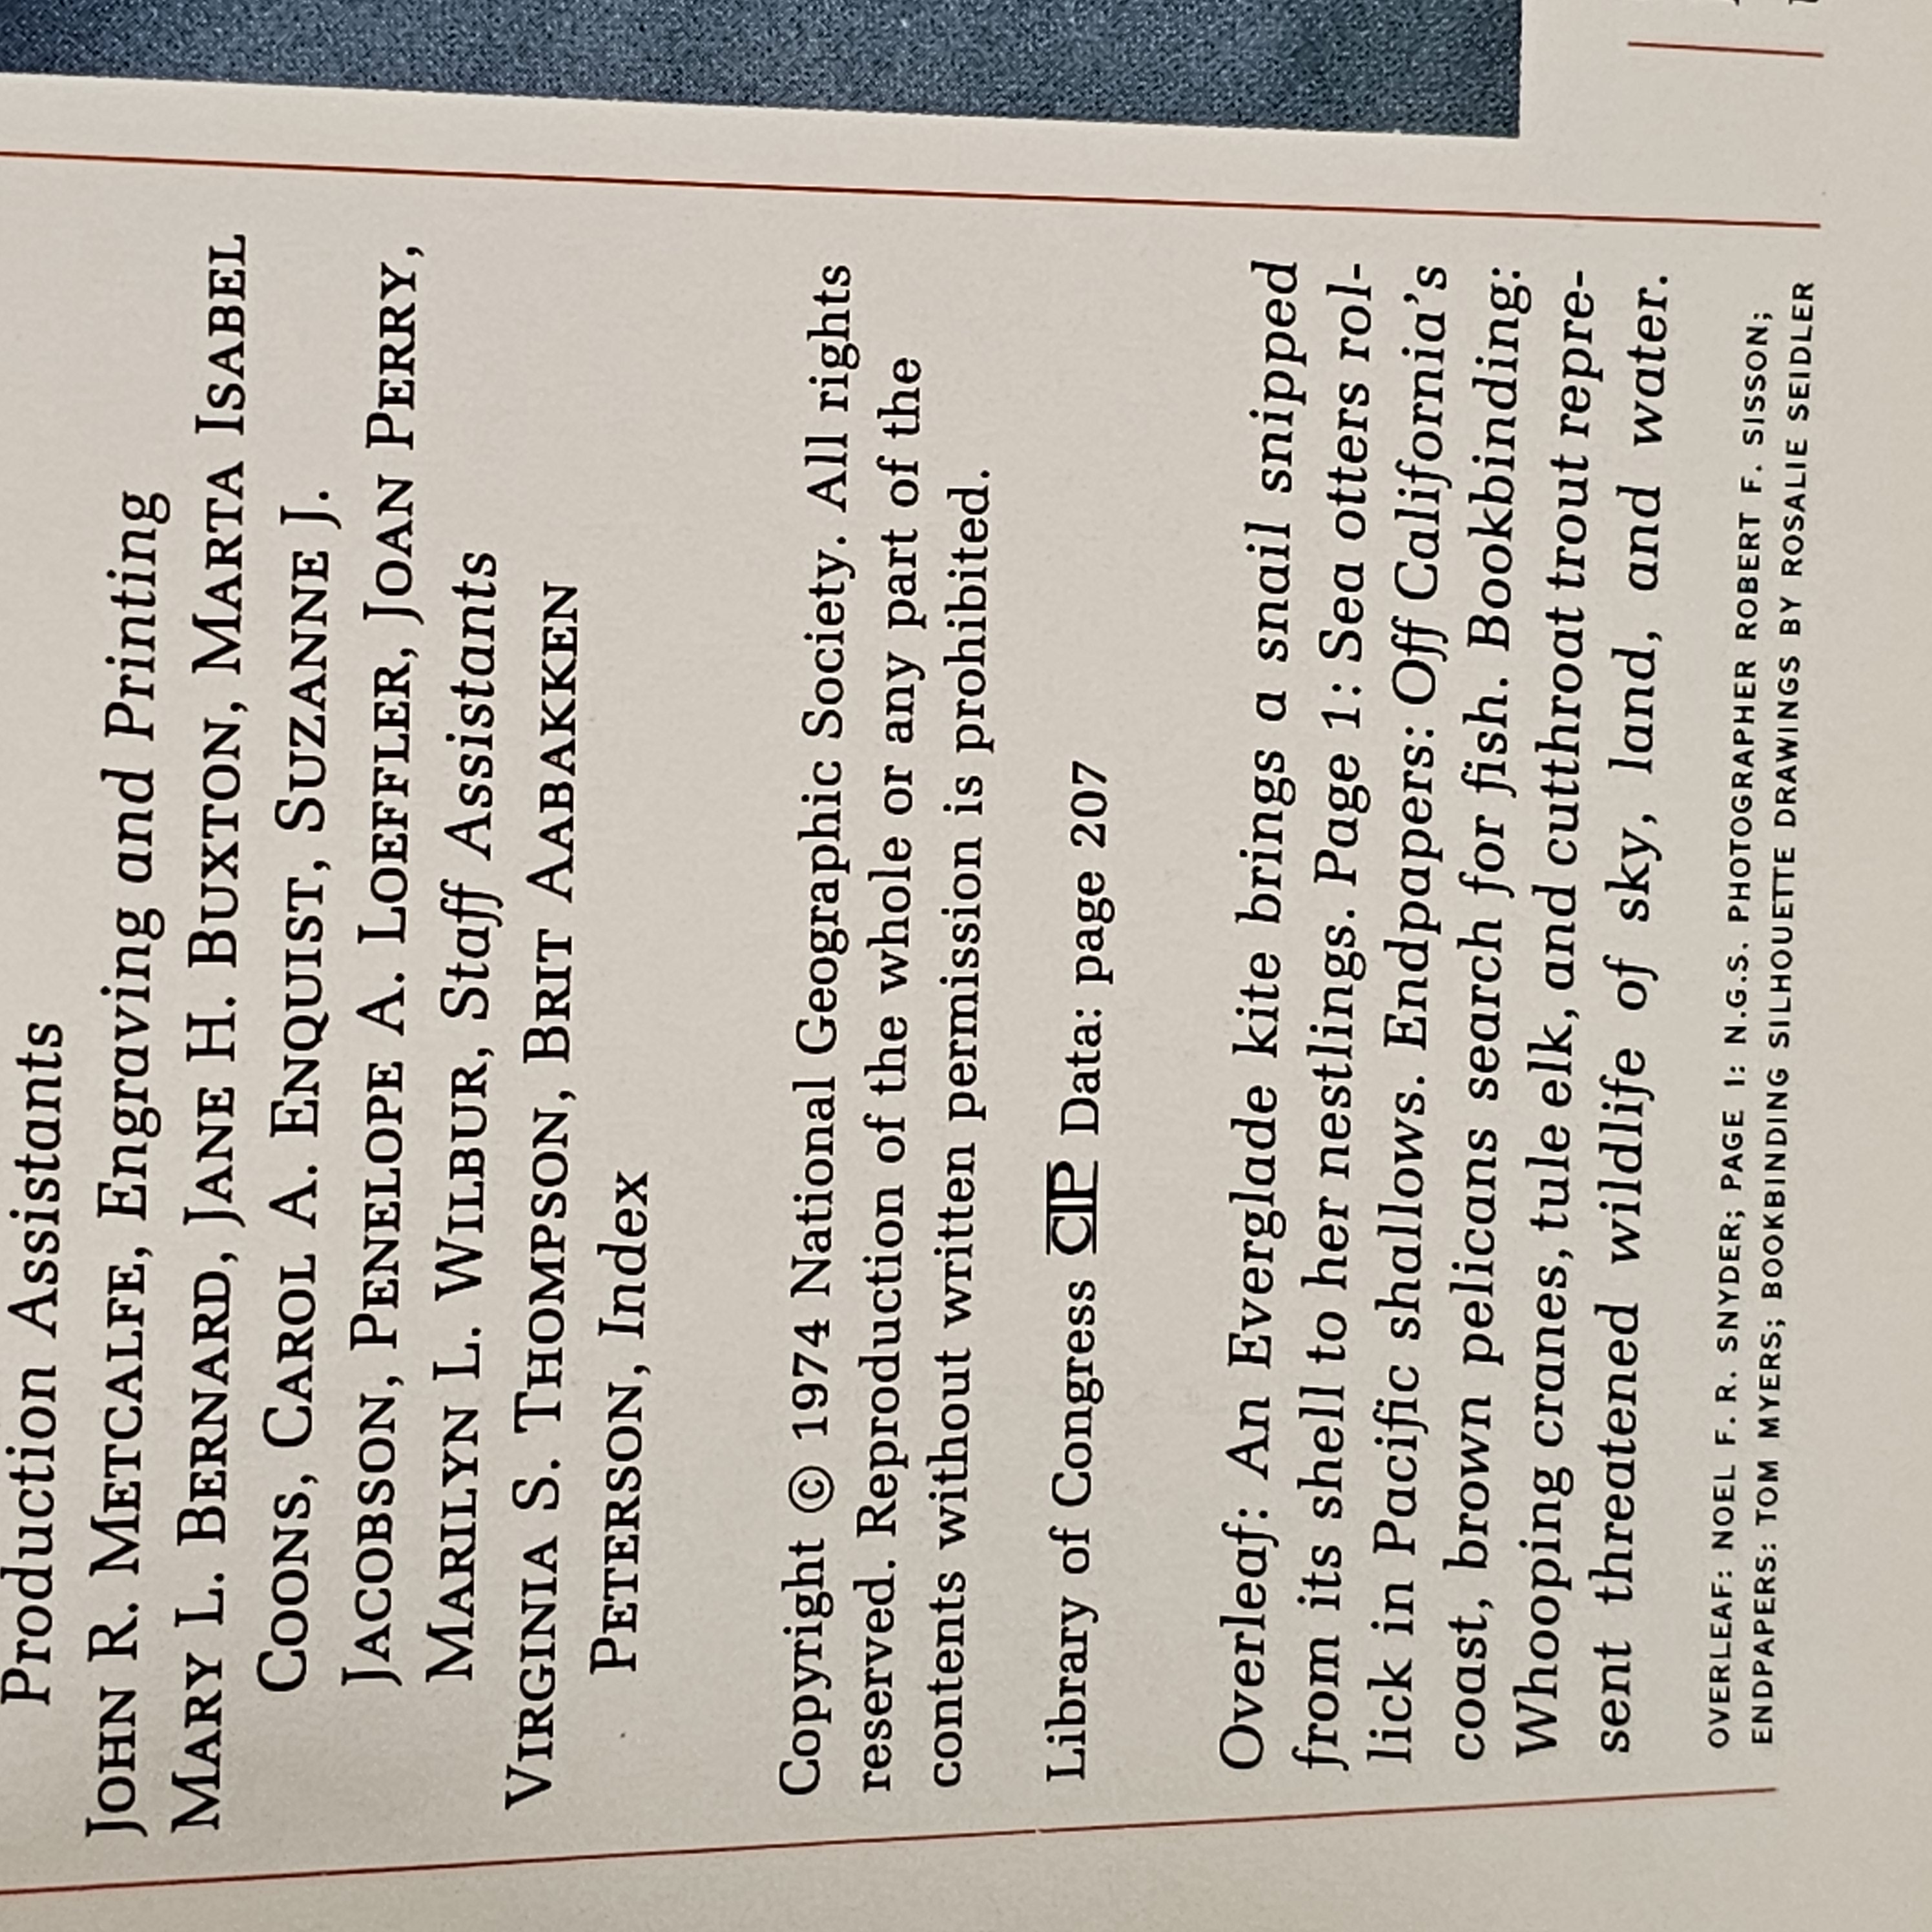 Production Assistants
JOHN R. METCALFE, Engraving and Printing
MARY L. BERNARD, JANE H. BUXTON, MARTA ISABEL
COONS, CAROL A. ENQUIST, SUZANNE J.
JACOBSON, PENELOPE A. LOEFFLER, JOAN PERRY,
MARILYN L. WILBUR, Staff Assistants
VIRGINIA S. THOMPSON, BRIT AABAKKEN
PETERSON, Index
Copyright © 1974 National Geographic Society. All rights
reserved. Reproduction of the whole or any part of the
contents without written permission is prohibited.
Library of Congress CIP Data: page 207
Overleaf: An Everglade kite brings a snail snipped
from its shell to her nestlings. Page 1: Sea otters rol-
lick in Pacific shallows. Endpapers: Off California's
coast, brown pelicans search for fish. Bookbinding:
Whooping cranes, tule elk, and cutthroat trout repre-
sent threatened wildlife of sky, land, and water.
OVERLEAF: NOEL F. R. SNYDER; PAGE 1: N.G.S. PHOTOGRAPHER ROBERT F. SISSON;
ENDPAPERS: TOM MYERS; BOOKBINDING SILHOUETTE DRAWINGS BY ROSALIE SEIDLER